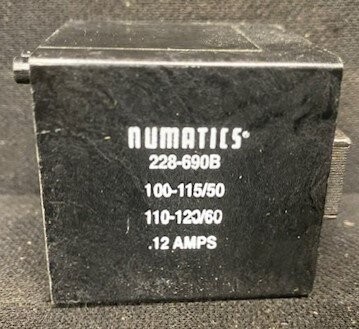 numatics®
228-690B
100-115/50
110-120/60
.12 AMPS